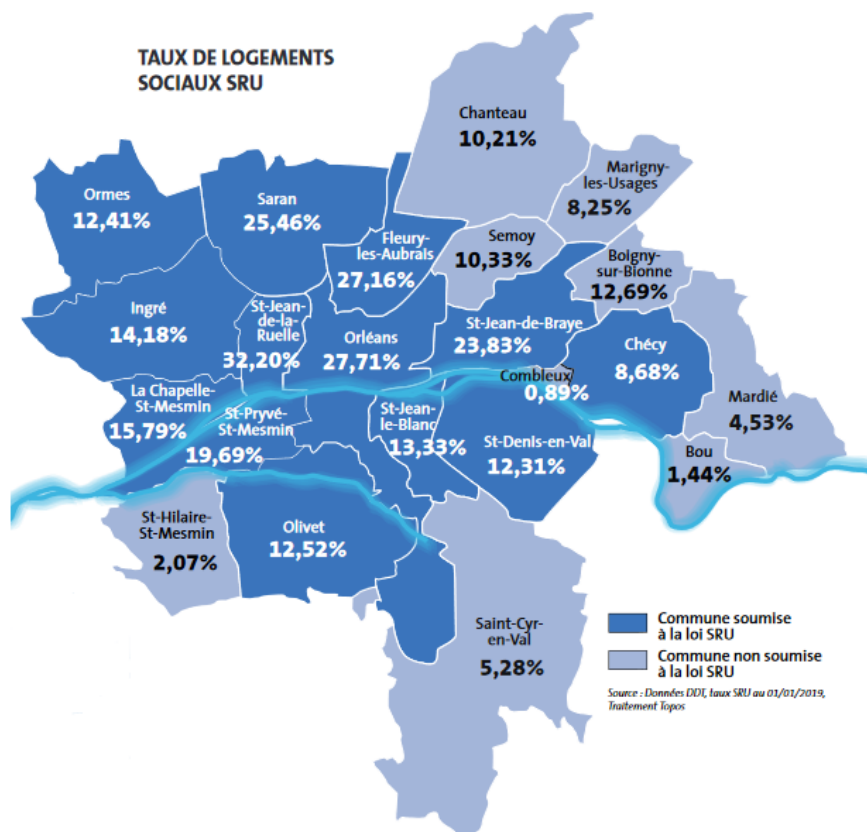 TAUX DE LOGEMENTS
SOCIAUX SRU
Chanteau
10,21%
Marigny-
les-Usages
8,25%
Ormes
12,41%
Saran
25,46%
Fleury-
les-Aubrais
27,16%
Semoy
10,33%
Boigny-
sur-Bionne
12,69%
Ingré
14,18%
St-Jean-
de-la-
Ruelle
32,20%
Orléans
27,71%
St-Jean-de-Braye
23,83%
Chécy
8,68%
Combleux
0,89%
Mardié
4,53%
La Chapelle-
St-Mesmin
15,79%
St-Pryvé-
St-Mesmin
19,69%
St-Jean-
le-Blanc
13,33%
St-Denis-en-Val
12,31%
Bou
1,44%
St-Hilaire-
St-Mesmin
2,07%
Olivet
12,52%
Saint-Cyr-
en-Val
5,28%
Commune soumise
à la loi SRU
Commune non soumise
à la loi SRU
Source : Données DDT, taux SRU au 01/01/2019,
Traitement Topos